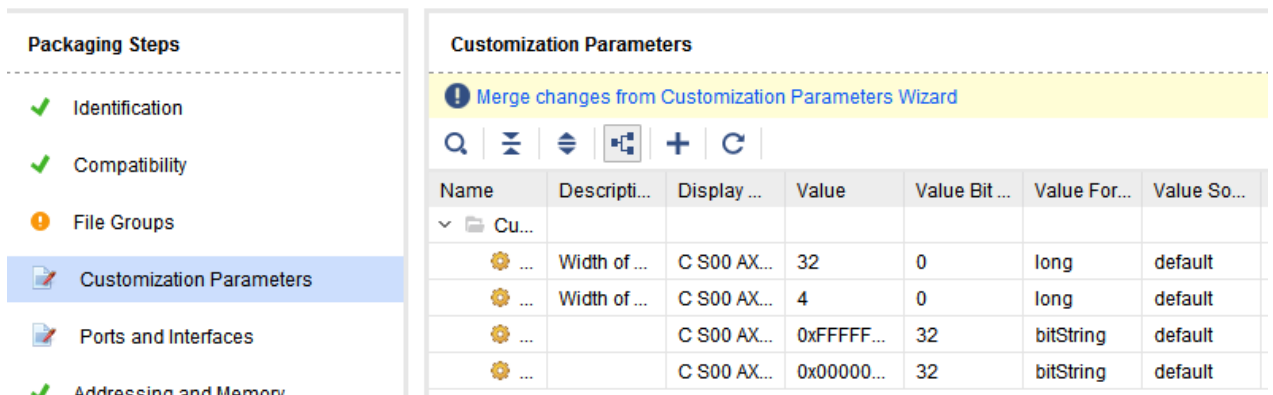 Packaging Steps
Identification
Compatibility
File Groups
Customization Parameters
Ports and Interfaces
Addressing and Memory
Customization Parameters
Merge changes from Customization Parameters Wizard
Name Descripti... Display ... Value Value Bit ... Value For... Value So...
Cu...
... Width of ... C S00 AX... 32 0 long default
... Width of ... C S00 AX... 4 0 long default
... C S00 AX... 0xFFFFF... 32 bitString default
... C S00 AX... 0x00000... 32 bitString default